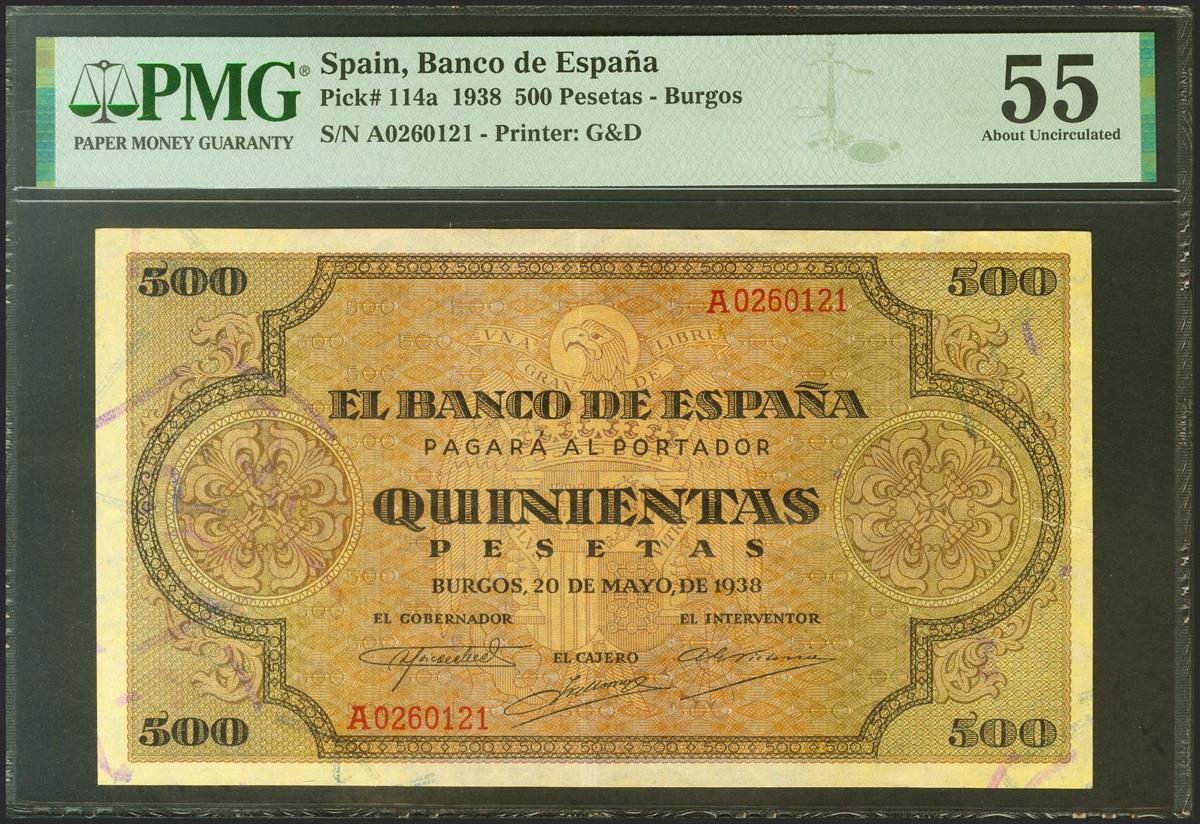 PMG®
PAPER MONEY GUARANTY
Spain, Banco de España
Pick# 114a 1938 500 Pesetas - Burgos
S/N A0260121 - Printer: G&D
55
About Uncirculated
500
500
A0260121
VNA
LIBRE
GRANDE
EL BANCO DE ESPAÑA
PAGARÁ AL PORTADOR
QUINIENTAS
PESETAS
BURGOS, 20 DE MAYO, DE 1938
EL GOBERNADOR
EL INTERVENTOR
EL CAJERO
A0260121
500
500